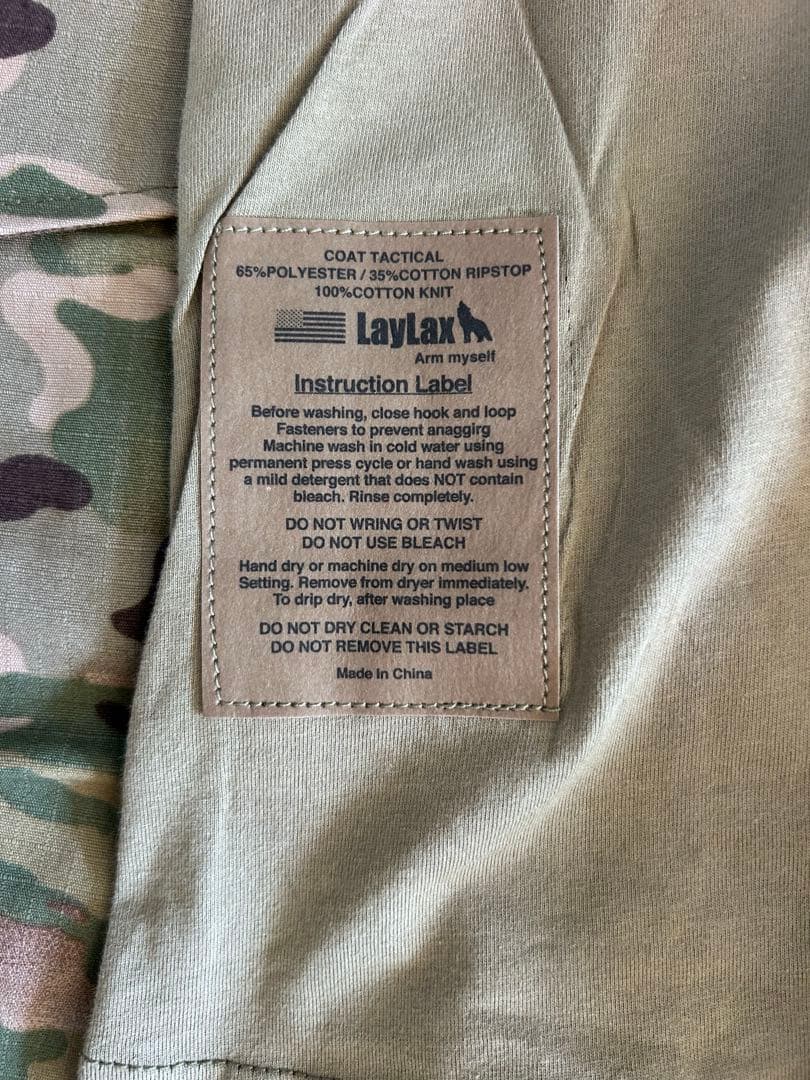 COAT TACTICAL
65%POLYESTER / 35%COTTON RIPSTOP
100%COTTON KNIT
LayLax
Arm myself
Instruction Label
Before washing, close hook and loop
Fasteners to prevent anaggirg
Machine wash in cold water using
permanent press cycle or hand wash using
a mild detergent that does NOT contain
bleach. Rinse completely.
DO NOT WRING OR TWIST
DO NOT USE BLEACH
Hand dry or machine dry on medium low
Setting. Remove from dryer immediately.
To drip dry, after washing place
DO NOT DRY CLEAN OR STARCH
DO NOT REMOVE THIS LABEL
Made In China